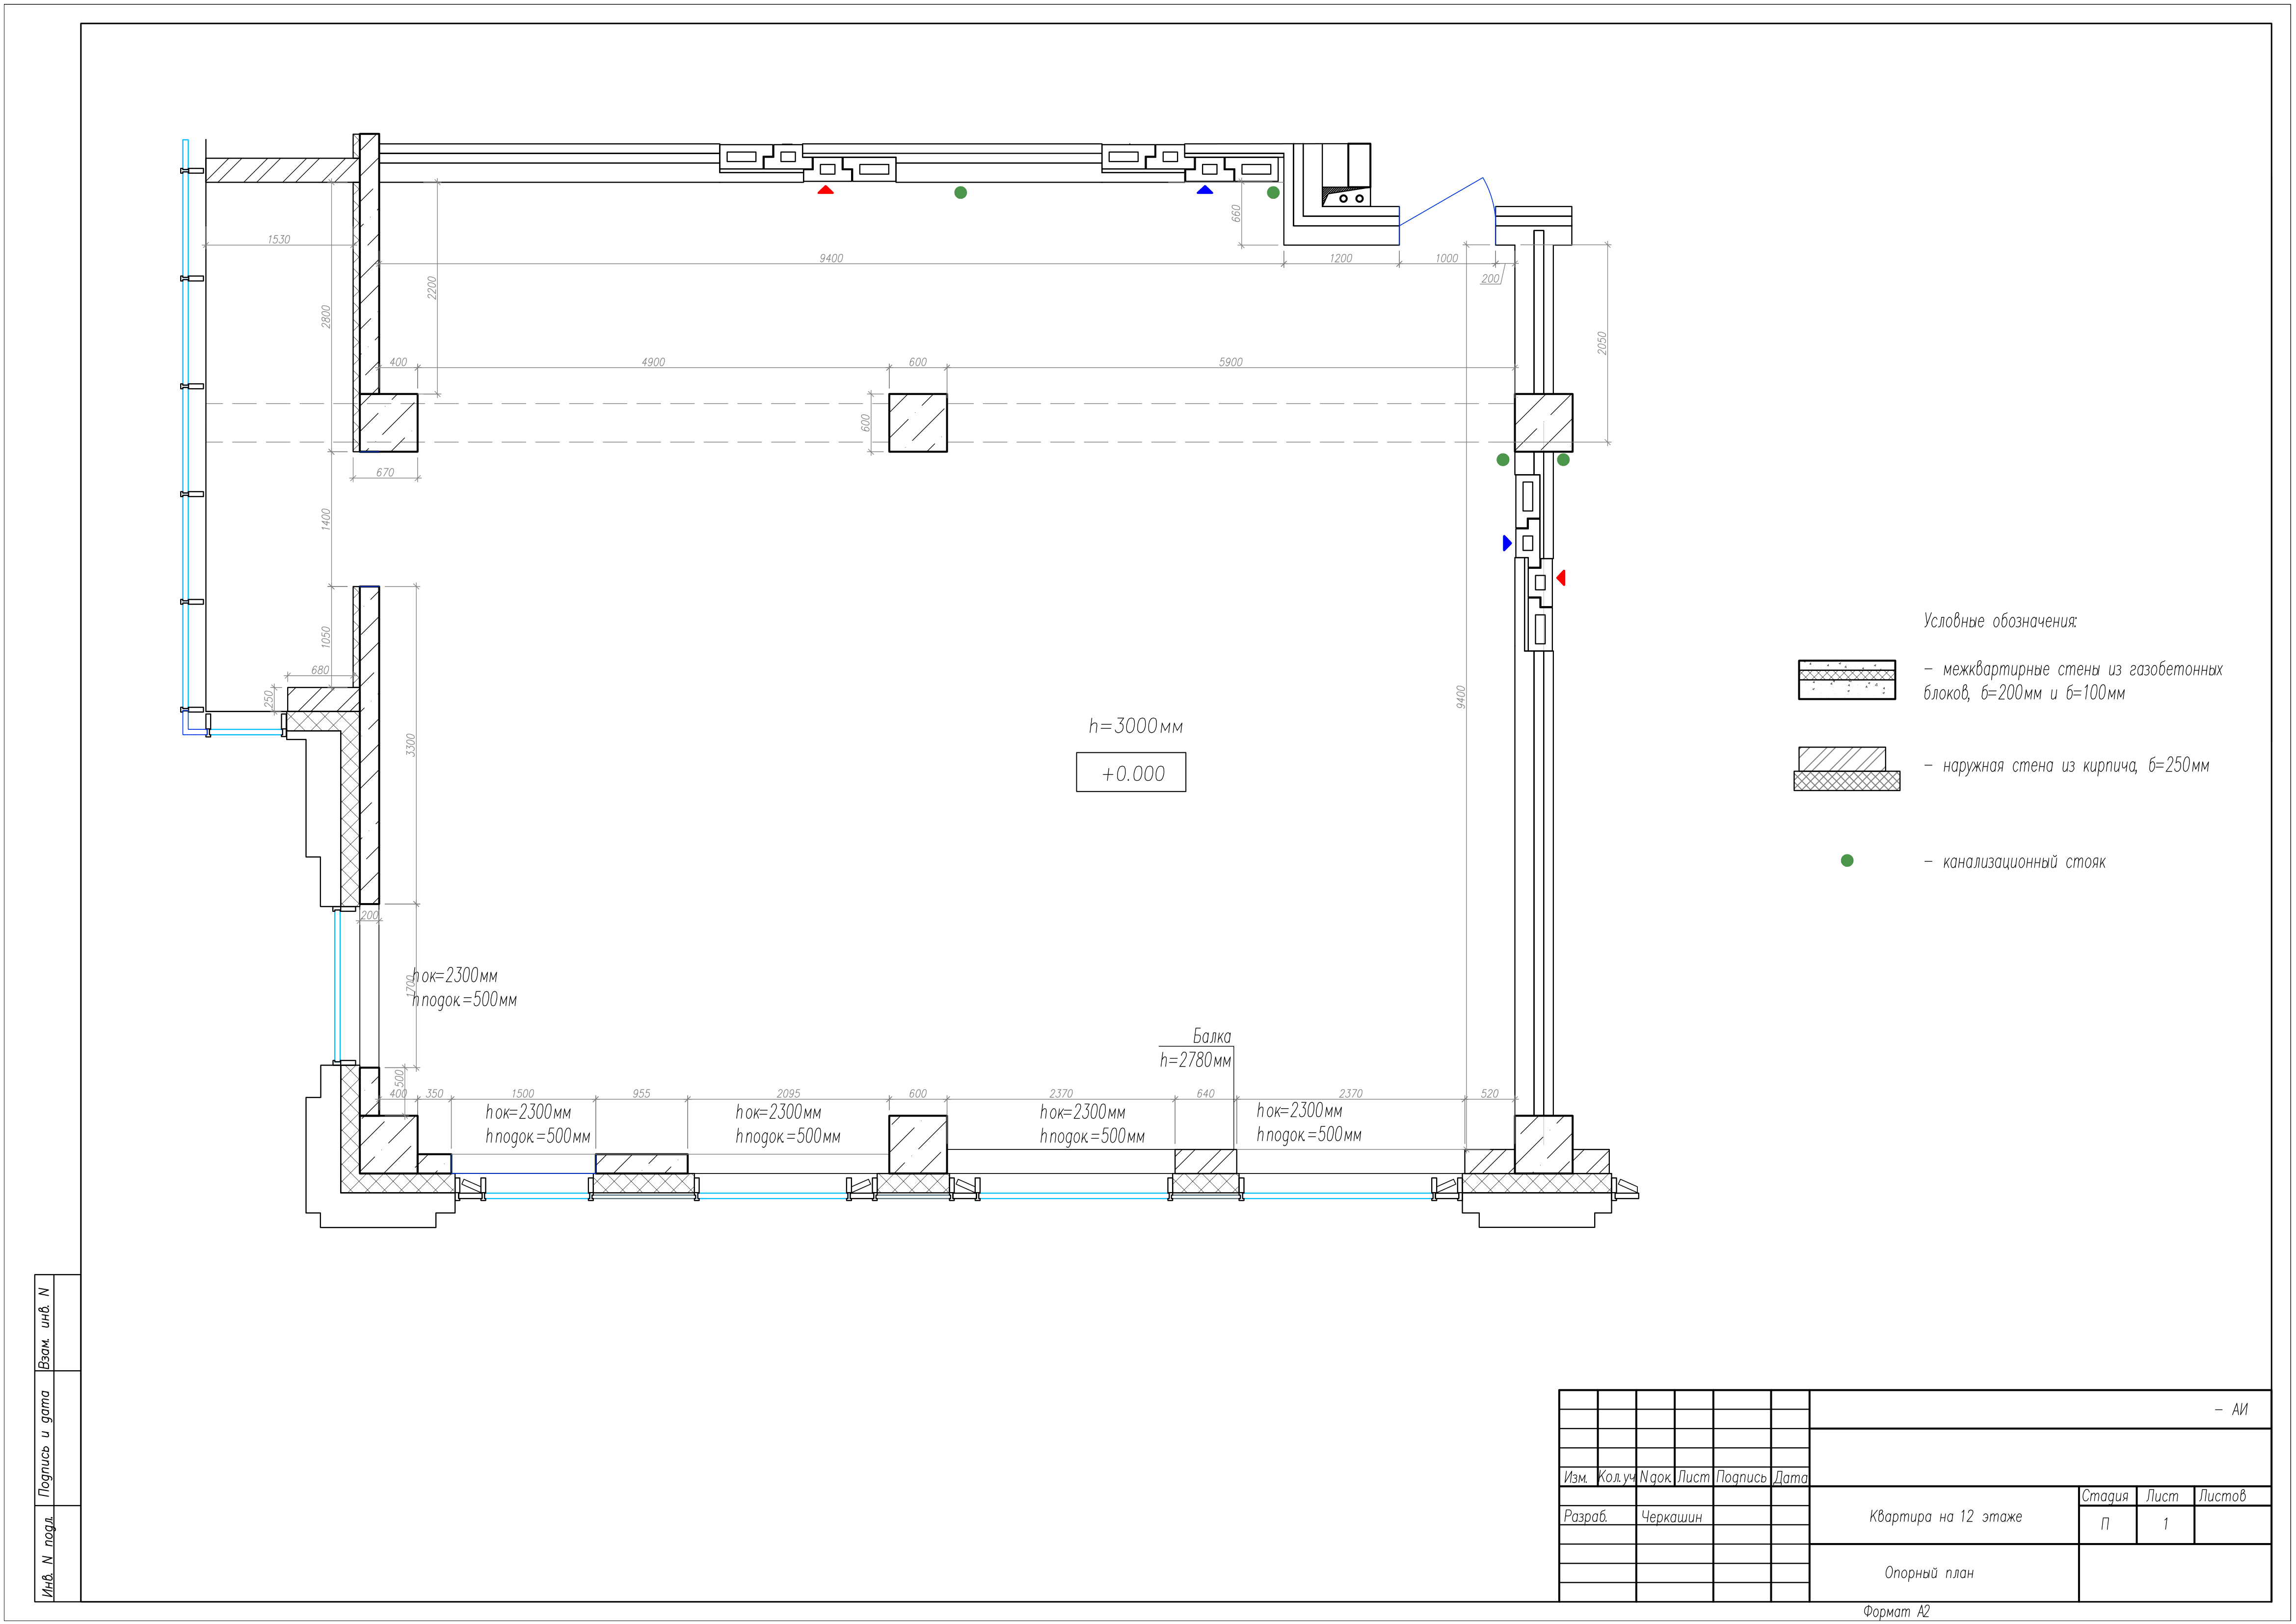 1530
9400
1200
1000
200
660
2200
2800
2050
400
4900
600
5900
600
670
1400
1050
680
250
3300
9400
h=3000мм
+0.000
200
1700
hок=2300мм
hподок.=500мм
Балка
h=2780мм
500
400
350
1500
955
2095
600
2370
640
2370
520
hок=2300мм
hподок.=500мм
hок=2300мм
hподок.=500мм
hок=2300мм
hподок.=500мм
hок=2300мм
hподок.=500мм
Условные обозначения:
– межквартирные стены из газобетонных
блоков, б=200мм и б=100мм
– наружная стена из кирпича, б=250мм
– канализационный стояк
Взам. инв. N
Подпись и дата
Инв. N подл.
– АИ
Изм. Кол.уч Nдок. Лист Подпись Дата
Разраб. Черкашин
Квартира на 12 этаже
Стадия Лист Листов
П 1
Опорный план
Формат А2